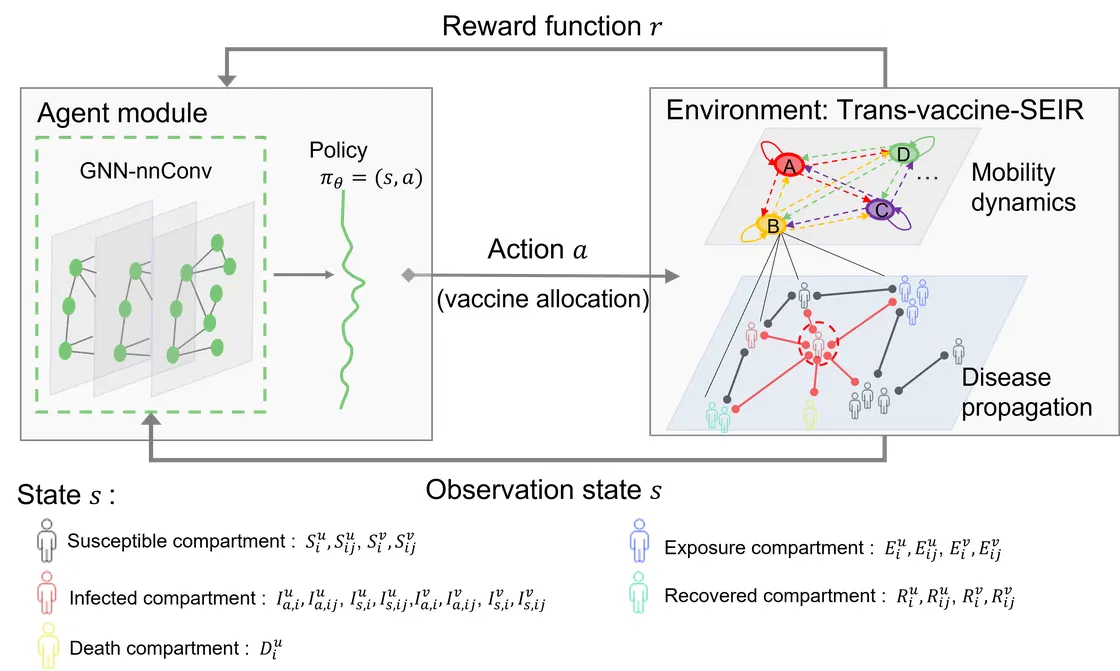 Reward function r
Agent module
GNN-nnConv
Policy
π_θ = (s, a)
Action a
(vaccine allocation)
Environment: Trans-vaccine-SEIR
A
D
...
C
B
Mobility
dynamics
Disease
propagation
Observation state s
State s :
Susceptible compartment : S_i^u, S_ij^u, S_i^v, S_ij^v
Exposure compartment : E_i^u, E_ij^u, E_i^v, E_ij^v
Infected compartment : I_a,i^u, I_a,ij^u, I_s,i^u, I_s,ij^u, I_a,i^v, I_a,ij^v, I_s,i^v, I_s,ij^v
Recovered compartment : R_i^u, R_ij^u, R_i^v, R_ij^v
Death compartment : D_i^u